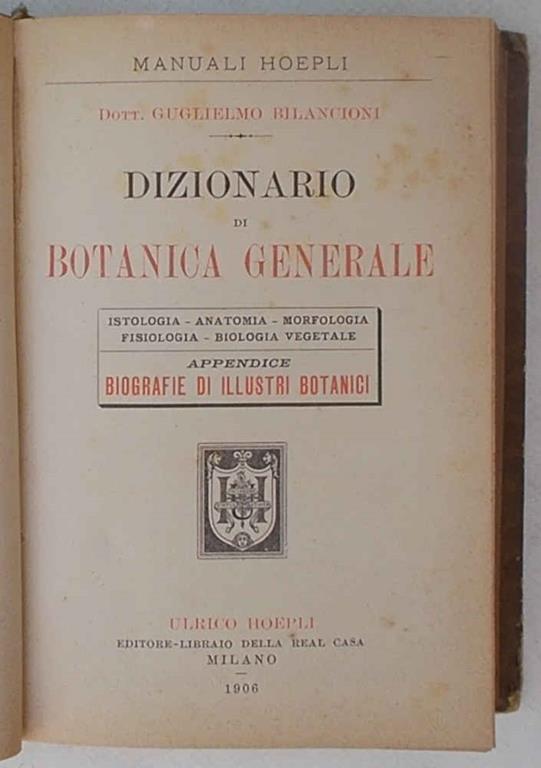 MANUALI HOEPLI
DOTT. GUGLIELMO BILANCIONI
DIZIONARIO
DI
BOTANICA GENERALE
ISTOLOGIA - ANATOMIA - MORFOLOGIA
FISIOLOGIA - BIOLOGIA VEGETALE
APPENDICE
BIOGRAFIE DI ILLUSTRI BOTANICI
ULRICO HOEPLI
EDITORE-LIBRAIO DELLA REAL CASA
MILANO
1906